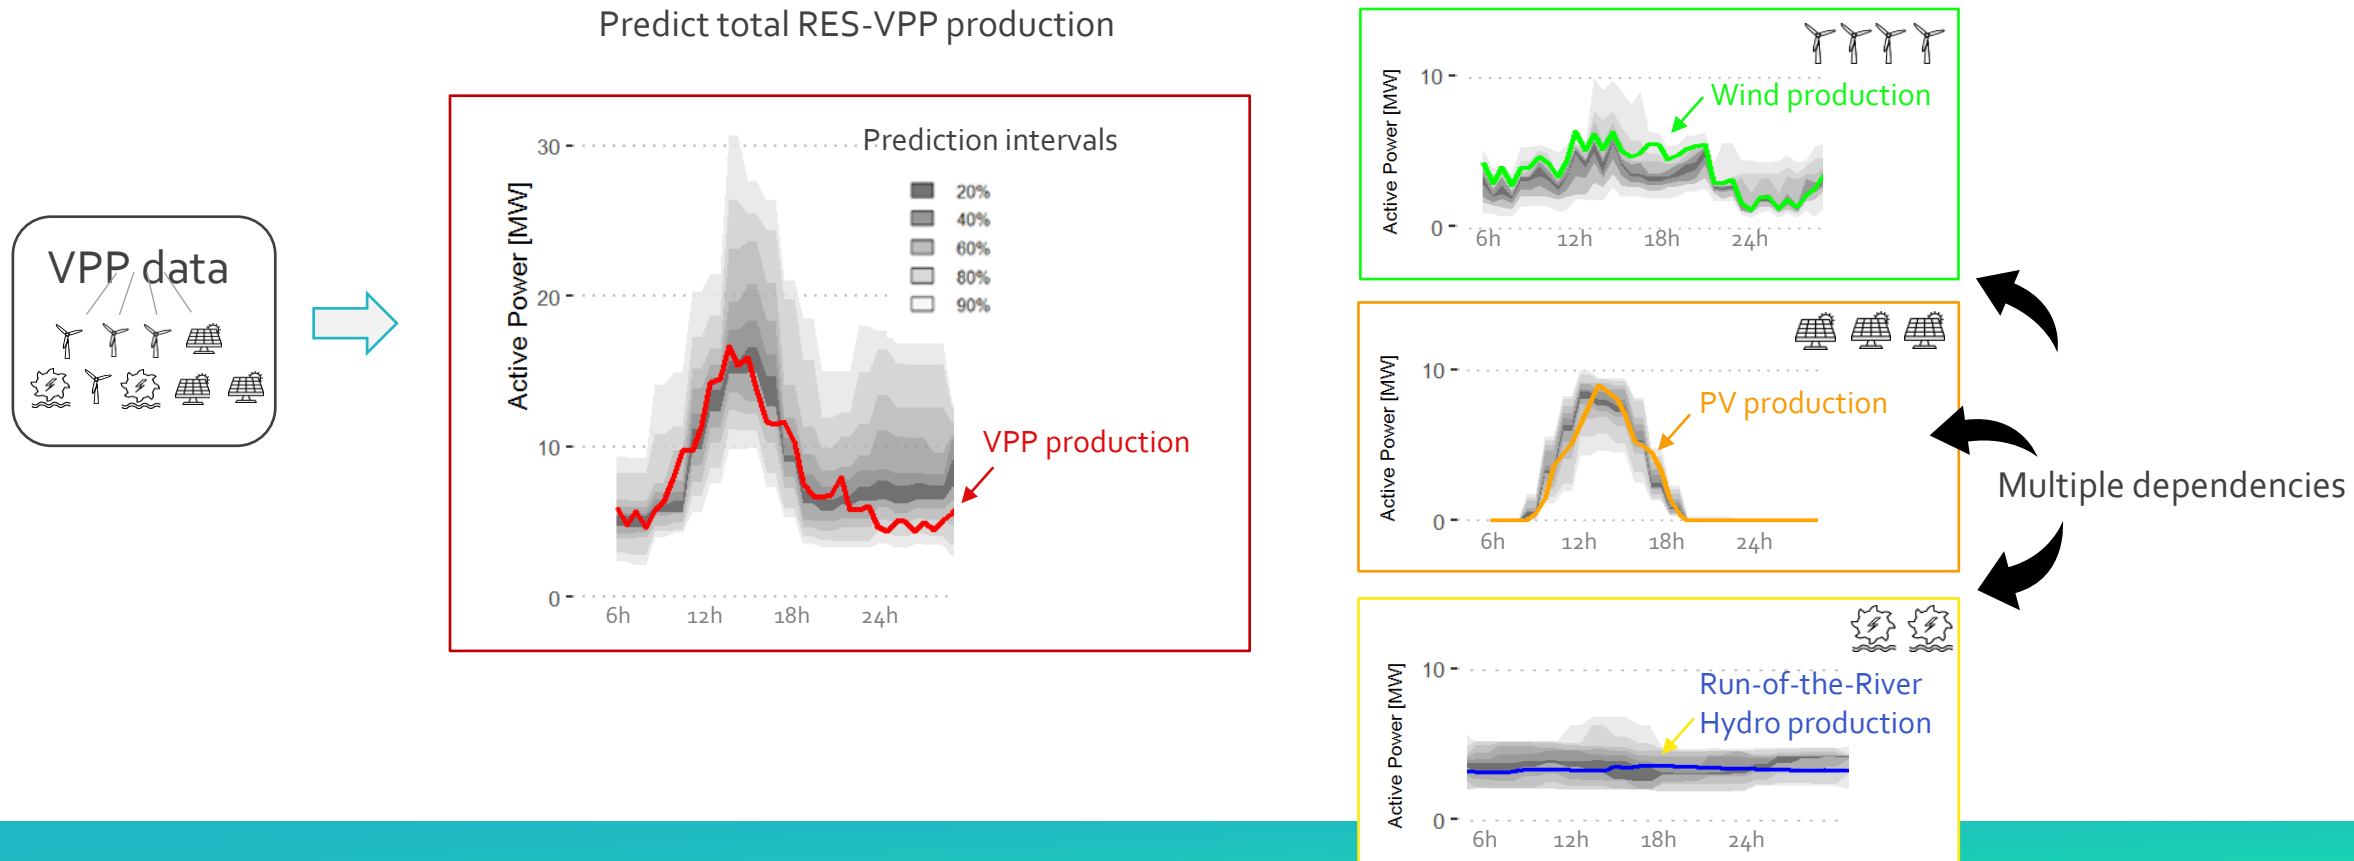 Predict total RES-VPP production
VPP data
Active Power [MW]
30
20
10
0
6h
12h
18h
24h
Prediction intervals
20%
40%
60%
80%
90%
VPP production
Active Power [MW]
10
0
6h
12h
18h
24h
Wind production
Active Power [MW]
10
0
6h
12h
18h
24h
PV production
Multiple dependencies
Active Power [MW]
10
0
6h
12h
18h
24h
Run-of-the-River
Hydro production